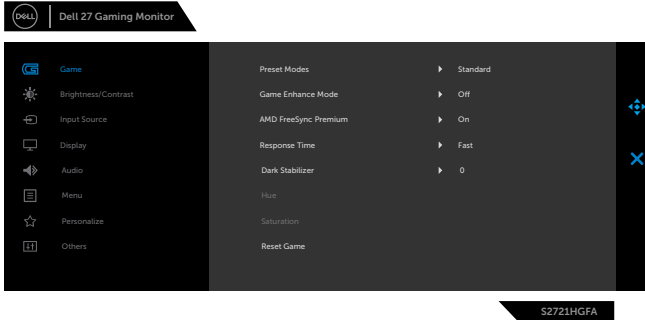 DELL
Dell 27 Gaming Monitor
Game
Preset Modes Standard
Brightness/Contrast
Game Enhance Mode Off
Input Source
AMD FreeSync Premium On
Display
Response Time Fast
Audio
Dark Stabilizer 0
Menu
Hue
Personalize
Saturation
Others
Reset Game
S2721HGFA